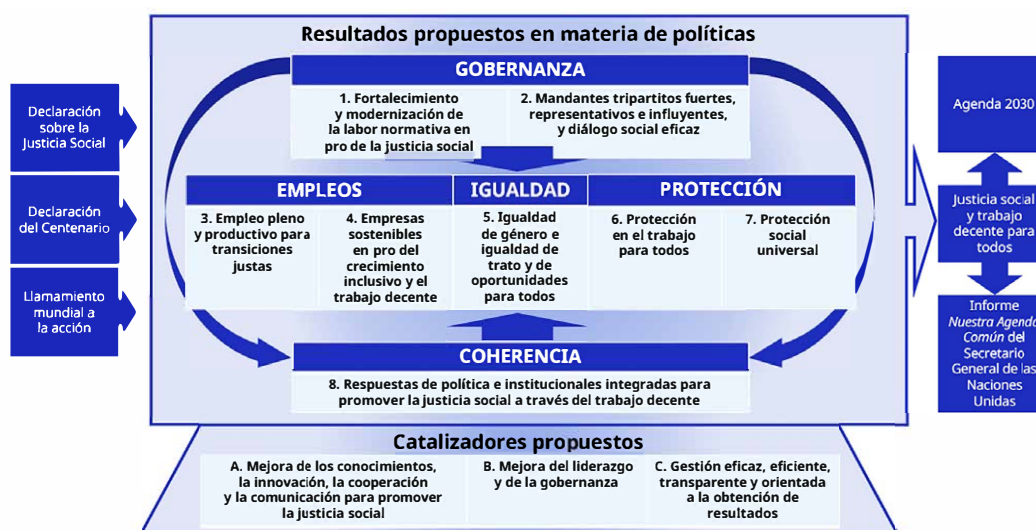 Resultados propuestos en materia de políticas
GOBERNANZA
1. Fortalecimiento
y modernización de
la labor normativa en
pro de la justicia social
2. Mandantes tripartitos fuertes,
representativos e influyentes,
y diálogo social eficaz
Declaración
sobre la
Justicia Social
Declaración
del Centenario
Llamamiento
mundial a
la acción
EMPLEOS
3. Empleo pleno
y productivo para
transiciones
justas
4. Empresas
sostenibles
en pro del
crecimiento
inclusivo y el
trabajo decente
IGUALDAD
5. Igualdad
de género e
igualdad de
trato y de
oportunidades
para todos
PROTECCIÓN
6. Protección
en el trabajo
para todos
7. Protección
social
universal
COHERENCIA
8. Respuestas de política e institucionales integradas para
promover la justicia social a través del trabajo decente
Agenda 2030
Justicia social
y trabajo
decente para
todos
Informe
Nuestra Agenda
Común del
Secretario
General de las
Naciones
Unidas
Catalizadores propuestos
A. Mejora de los conocimientos,
la innovación, la cooperación
y la comunicación para promover
la justicia social
B. Mejora del liderazgo
y de la gobernanza
C. Gestión eficaz, eficiente,
transparente y orientada
a la obtención de
resultados